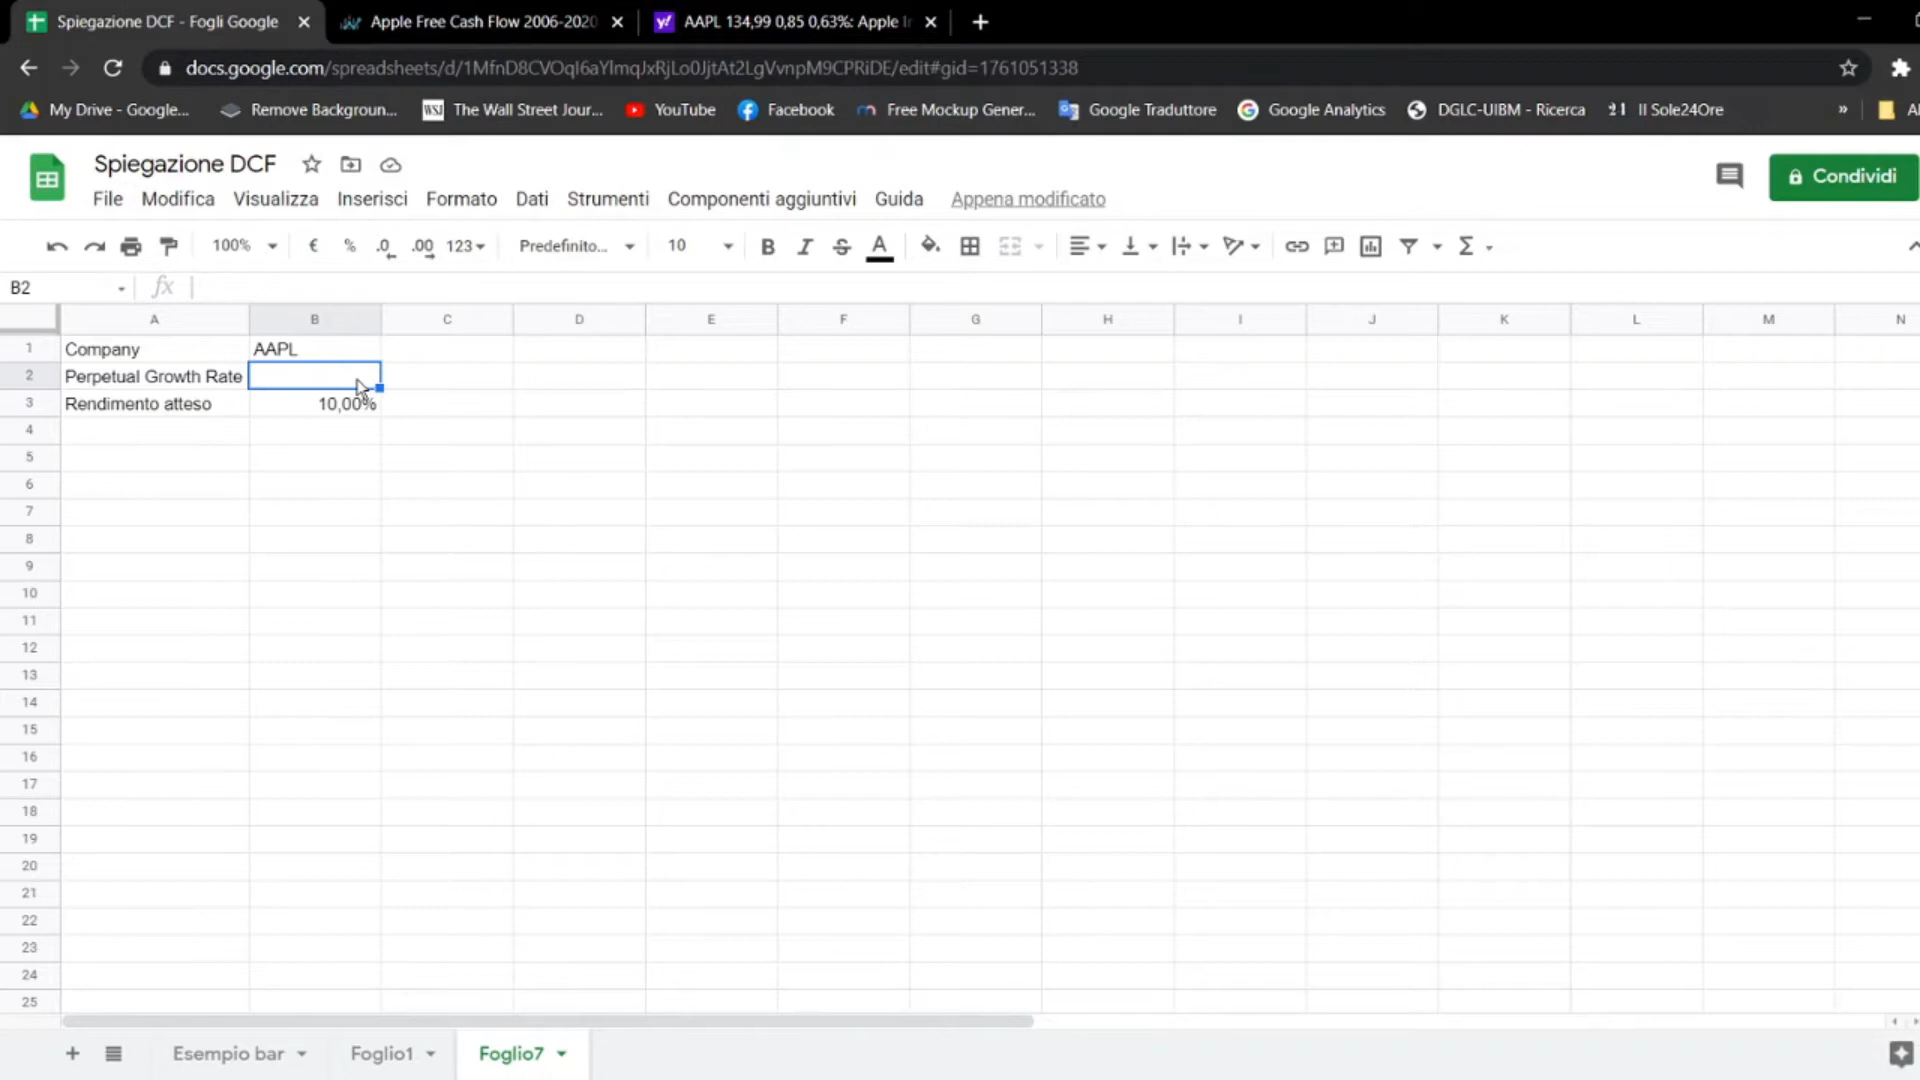 Spiegazione DCF - Fogli Google
Apple Free Cash Flow 2006-2020
AAPL 134,99 0,85 0,63%: Apple I
docs.google.com/spreadsheets/d/1MfnD8CVOqI6aYlmqJxRjLo0JjtAt2LgVvnpM9CPRiDE/edit#gid=1761051338
My Drive - Google...
Remove Backgroun...
WSJ The Wall Street Jour...
YouTube
Facebook
Free Mockup Gener...
Google Traduttore
Google Analytics
DGLC-UIBM - Ricerca
Il Sole24Ore
»
Spiegazione DCF
Condividi
File Modifica Visualizza Inserisci Formato Dati Strumenti Componenti aggiuntivi Guida Appena modificato
100% € % .0 .00 123 Predefinito... 10 B I S A Σ
B2 fx
A B C D E F G H I J K L M N
1 Company AAPL
2 Perpetual Growth Rate
3 Rendimento atteso 10,00%
4
5
6
7
8
9
10
11
12
13
14
15
16
17
18
19
20
21
22
23
24
25
+ Esempio bar Foglio1 Foglio7